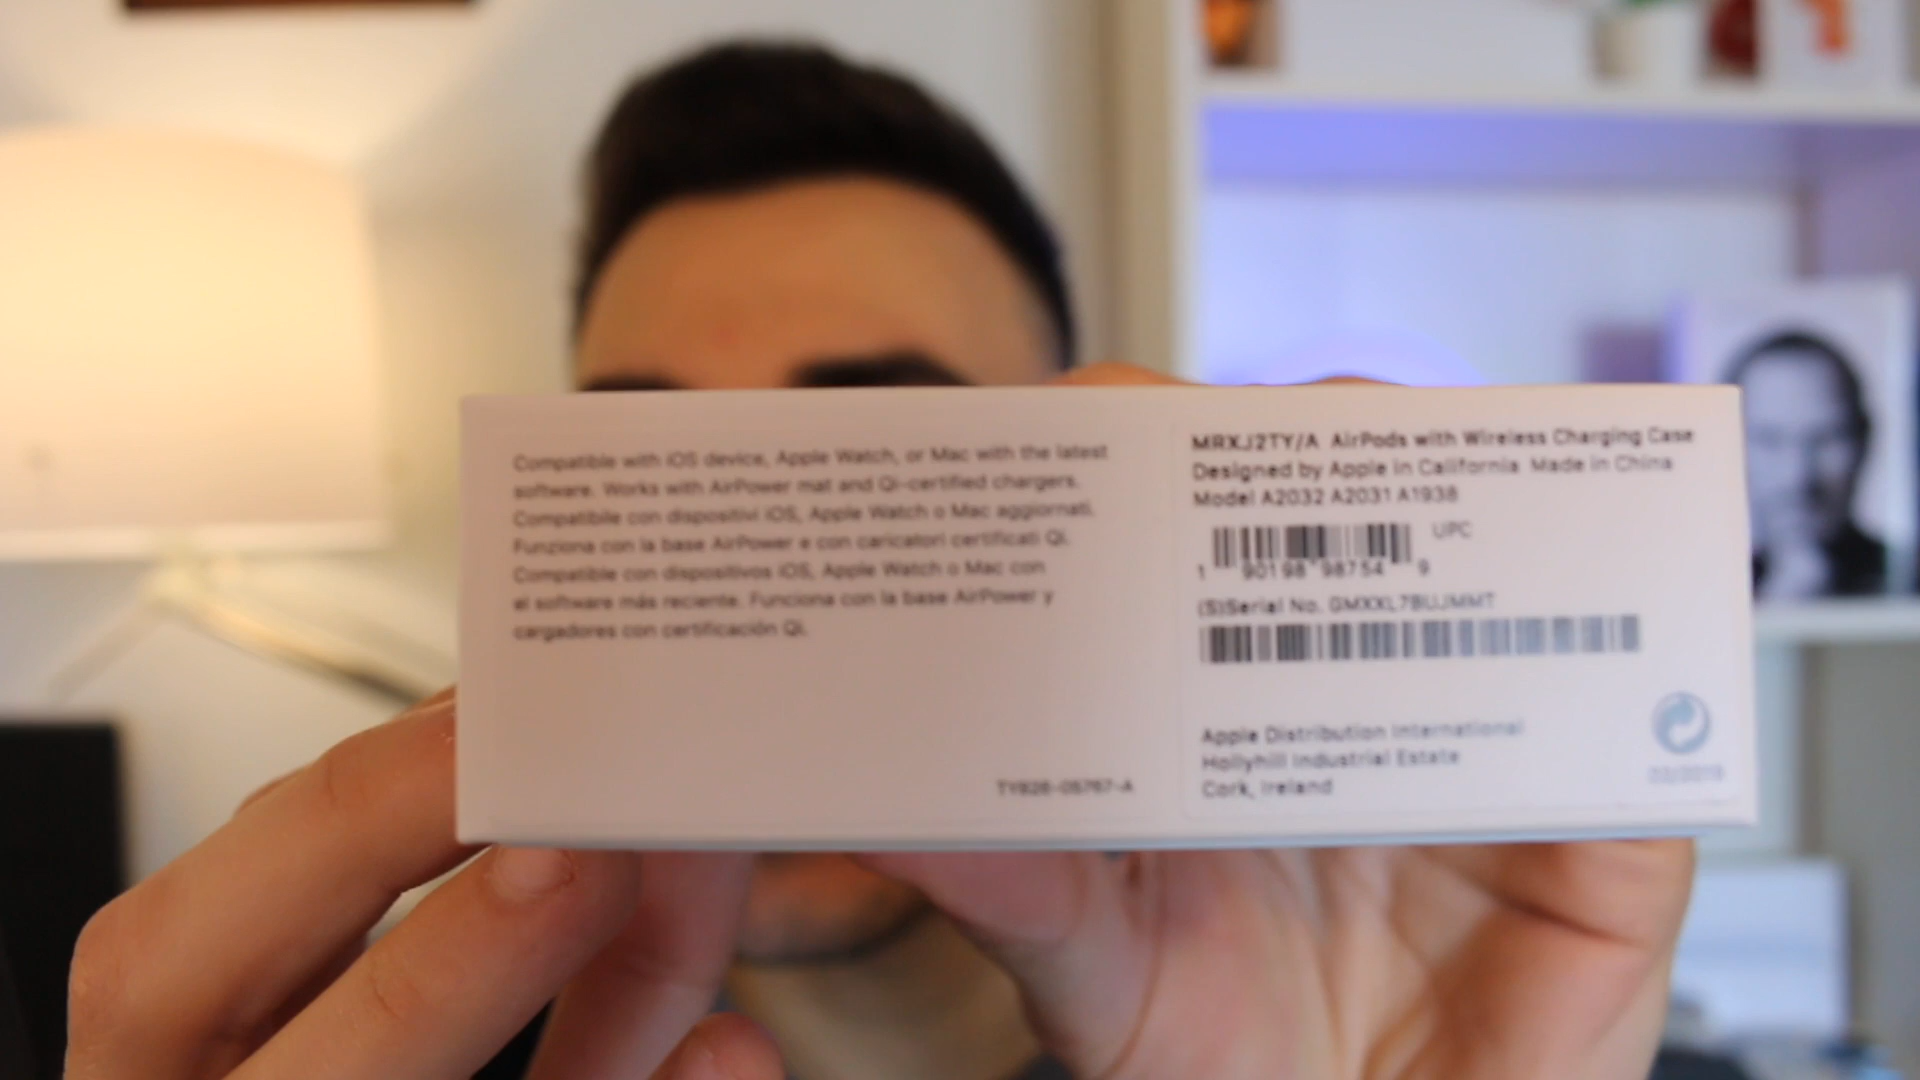 Compatible with iOS device, Apple Watch, or Mac with the latest
software. Works with AirPower mat and Qi-certified chargers.
Compatibile con dispositivi iOS, Apple Watch o Mac aggiornati.
Funziona con la base AirPower e con caricatori certificati Qi.
Compatible con dispositivos iOS, Apple Watch o Mac con
el software más reciente. Funciona con la base AirPower y
cargadores con certificación Qi.
MRXJ2TY/A AirPods with Wireless Charging Case
Designed by Apple in California Made in China
Model A2032 A2031 A1938
UPC
1 90198 98754 9
(S)Serial No.
Apple Distribution International
Hollyhill Industrial Estate
Cork, Ireland